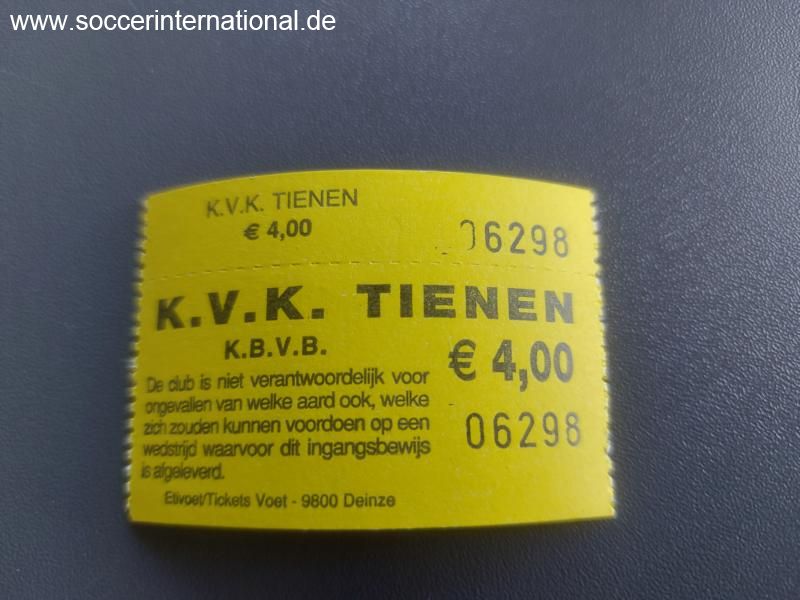 www.soccerinternational.de
K.V.K. TIENEN
€ 4,00
06298
K.V.K. TIENEN
K.B.V.B.
€ 4,00
De club is niet verantwoordelijk voor
ongevallen van welke aard ook, welke
zich zouden kunnen voordoen op een
wedstrijd waarvoor dit ingangsbewijs
is afgeleverd.
06298
Etivoet/Tickets Voet - 9800 Deinze